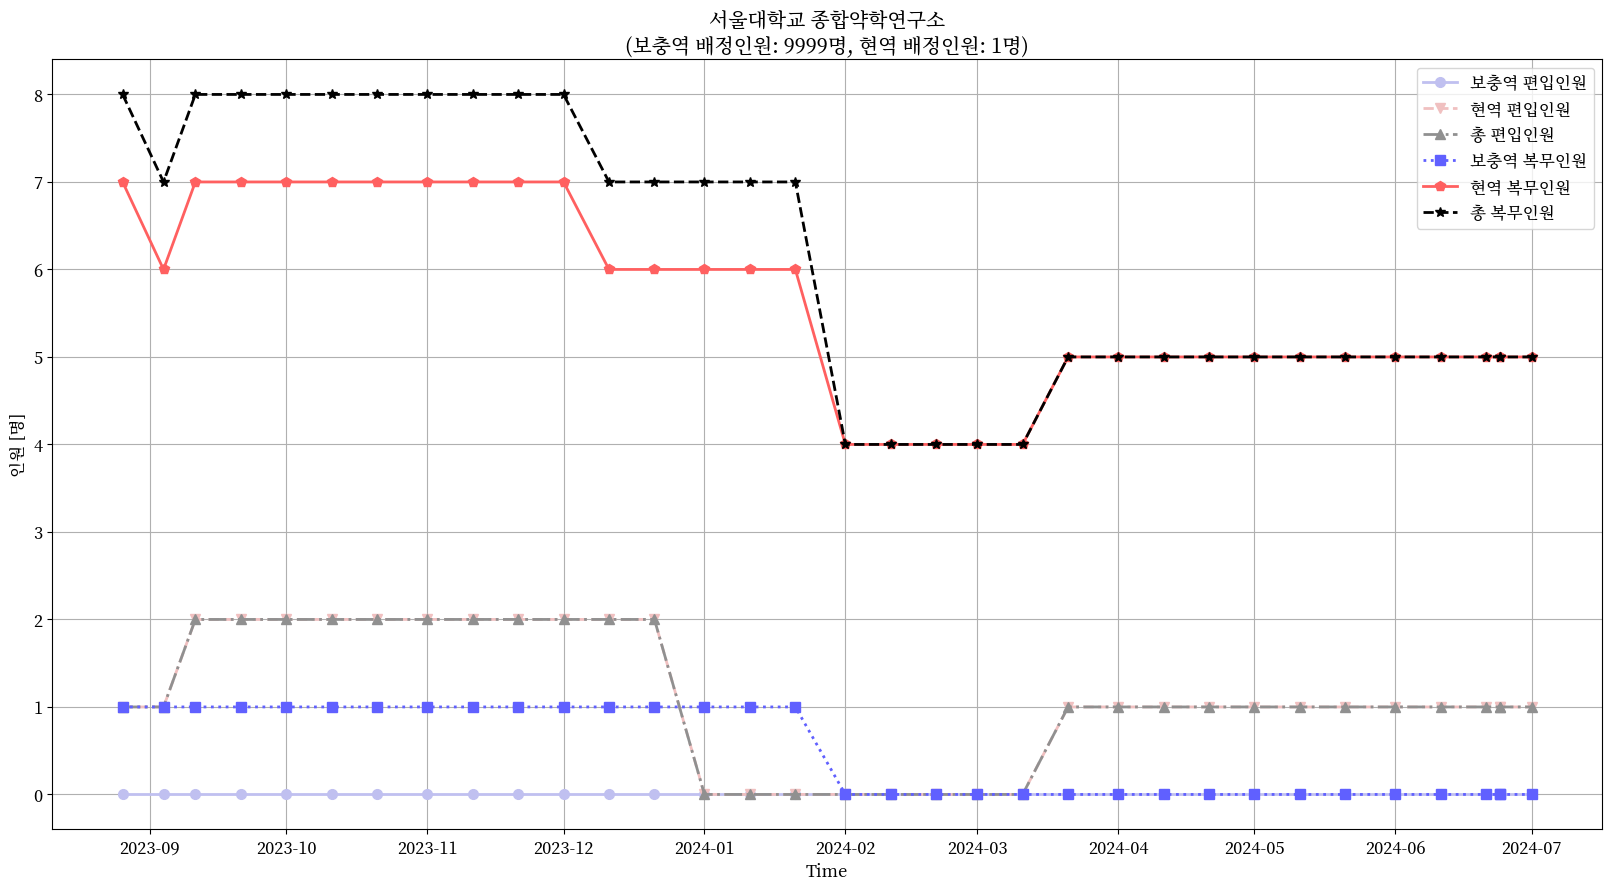 서울대학교 종합약학연구소
(보충역 배정인원: 9999명, 현역 배정인원: 1명)
보충역 편입인원
현역 편입인원
총 편입인원
보충역 복무인원
현역 복무인원
총 복무인원
인원 [명]
8
7
6
5
4
3
2
1
0
2023-09 2023-10 2023-11 2023-12 2024-01 2024-02 2024-03 2024-04 2024-05 2024-06 2024-07
Time